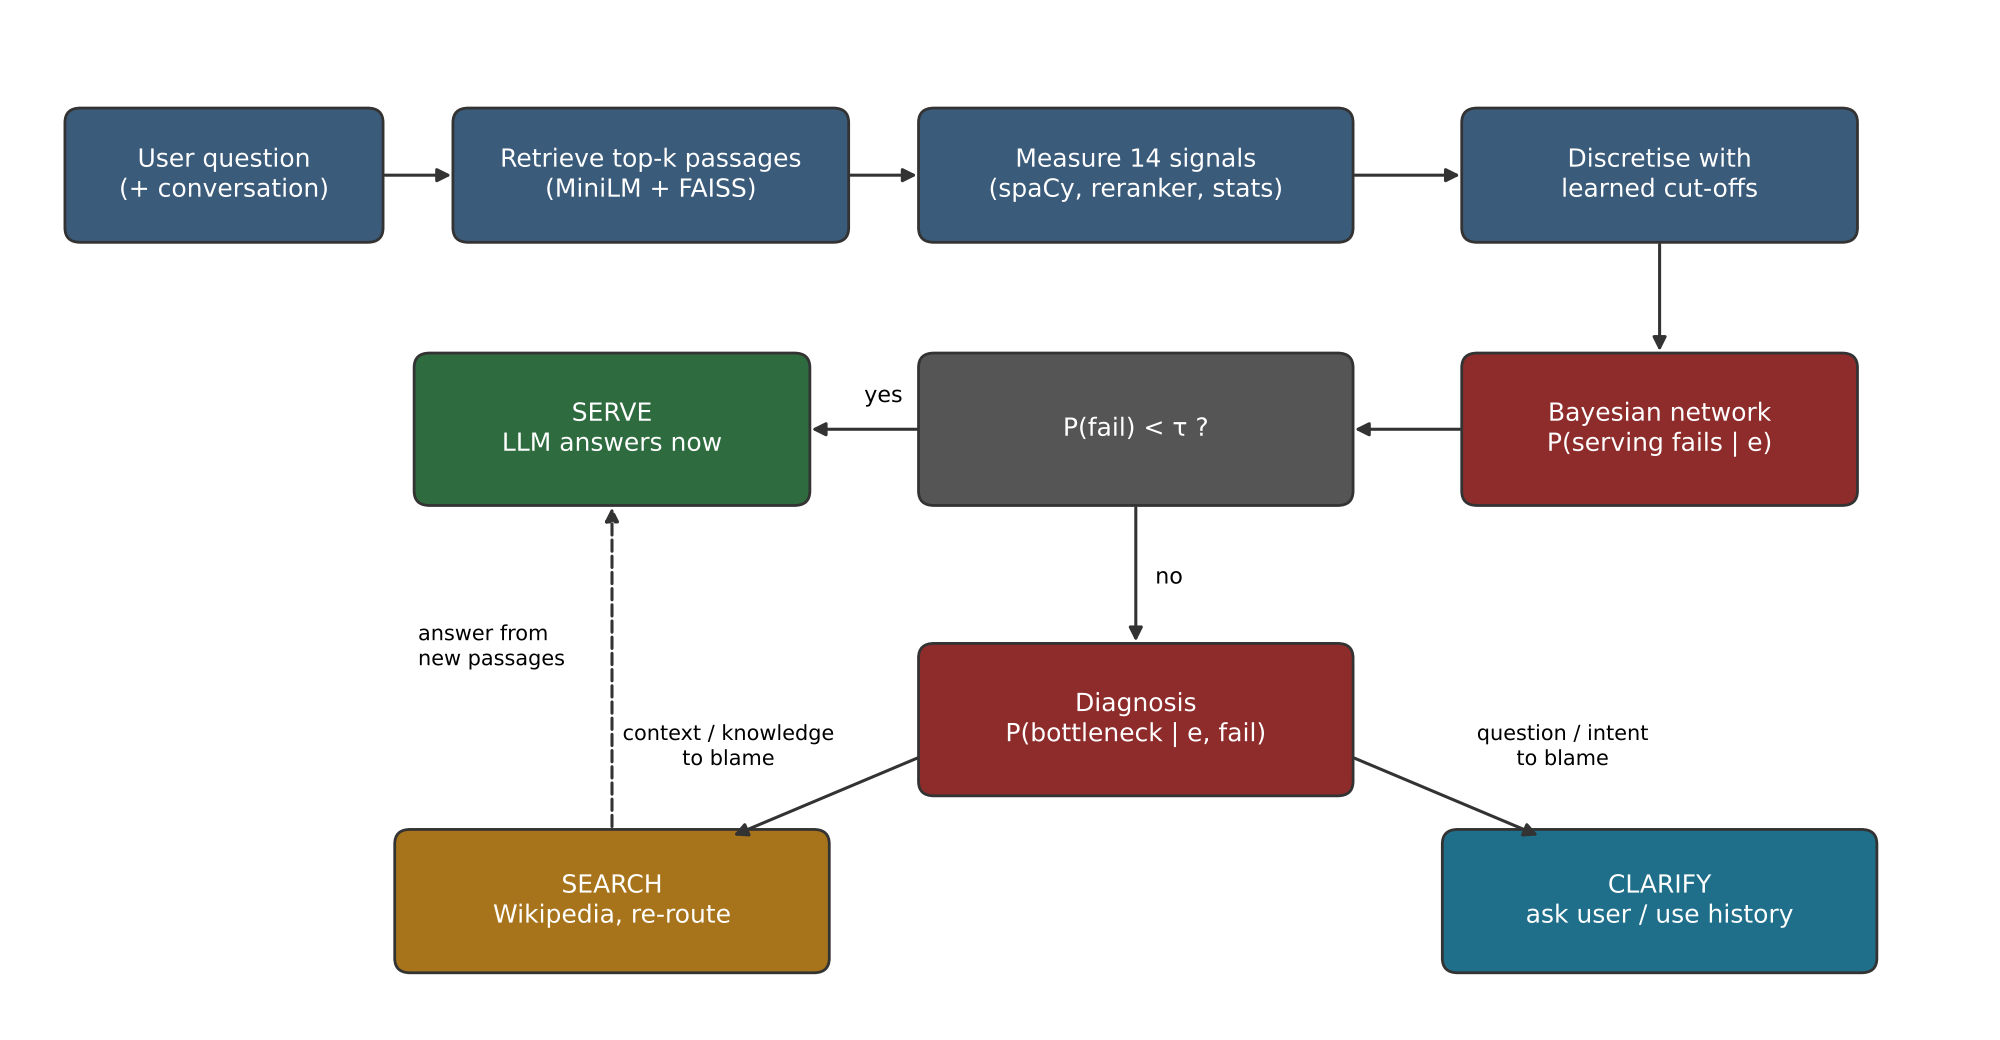 User question
(+ conversation)
Retrieve top-k passages
(MiniLM + FAISS)
Measure 14 signals
(spaCy, reranker, stats)
Discretise with
learned cut-offs
SERVE
LLM answers now
yes
P(fail) < τ ?
Bayesian network
P(serving fails | e)
no
answer from
new passages
Diagnosis
P(bottleneck | e, fail)
context / knowledge
to blame
question / intent
to blame
SEARCH
Wikipedia, re-route
CLARIFY
ask user / use history